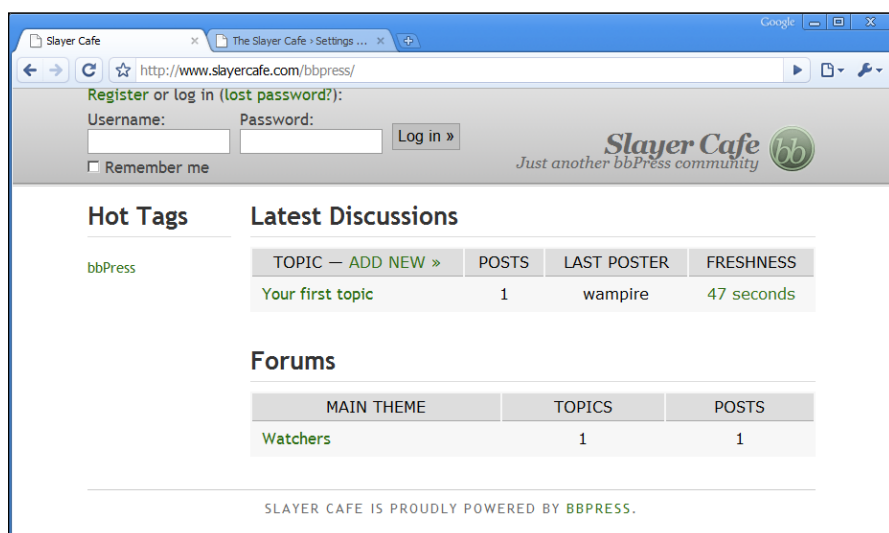 Google
Slayer Cafe
The Slayer Cafe › Settings ...
http://www.slayercafe.com/bbpress/
Register or log in (lost password?):
Username: Password:
Log in »
Remember me
Slayer Cafe
Just another bbPress community
bb
Hot Tags
bbPress
Latest Discussions
TOPIC — ADD NEW » POSTS LAST POSTER FRESHNESS
Your first topic 1 wampire 47 seconds
Forums
MAIN THEME TOPICS POSTS
Watchers 1 1
SLAYER CAFE IS PROUDLY POWERED BY BBPRESS.